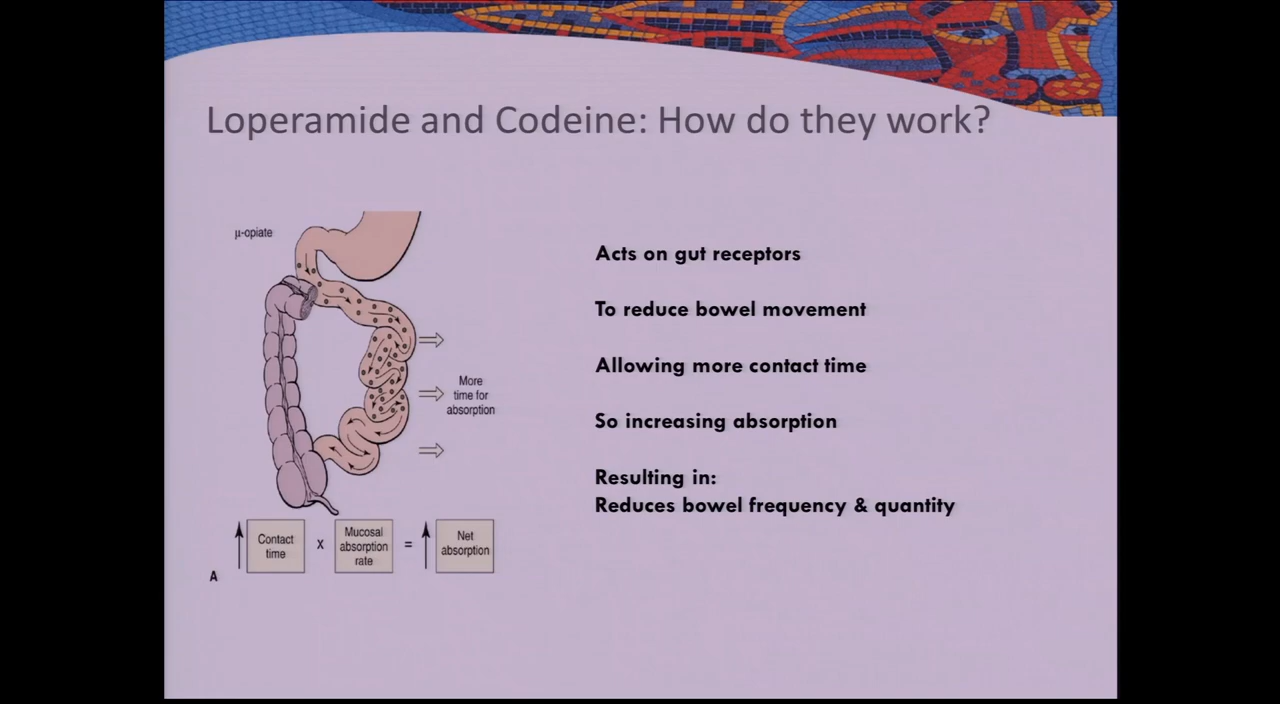 Loperamide and Codeine: How do they work?
μ-opiate
More
time for
absorption
Contact
time
x
Mucosal
absorption
rate
=
Net
absorption
A
Acts on gut receptors
To reduce bowel movement
Allowing more contact time
So increasing absorption
Resulting in:
Reduces bowel frequency & quantity